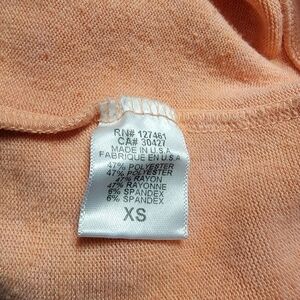 RN# 127461
CA# 30427
MADE IN U.S.A
FABRIQUE EN U.S.A
47% POLYESTER
47% POLYESTER
47% RAYON
47% RAYONNE
6% SPANDEX
6% SPANDEX
XS